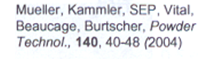 Mueller, Kammler, SEP, Vital,
Beaucage, Burtscher, Powder
Technol., 140, 40-48 (2004)